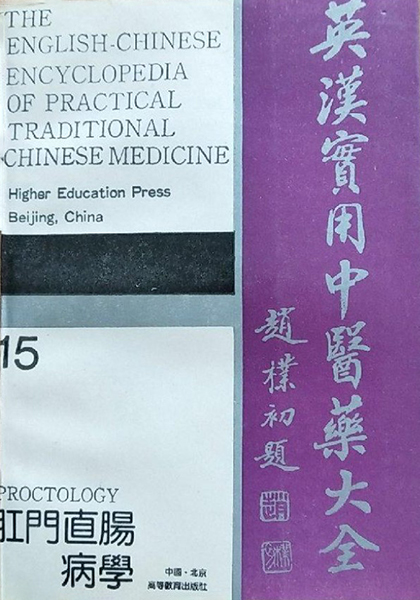 THE
ENGLISH-CHINESE
ENCYCLOPEDIA
OF PRACTICAL
TRADITIONAL
CHINESE MEDICINE
Higher Education Press
Beijing, China
英漢實用中醫藥大全
趙樸初題
15
PROCTOLOGY
肛門直腸
病學
中國·北京
高等教育出版社